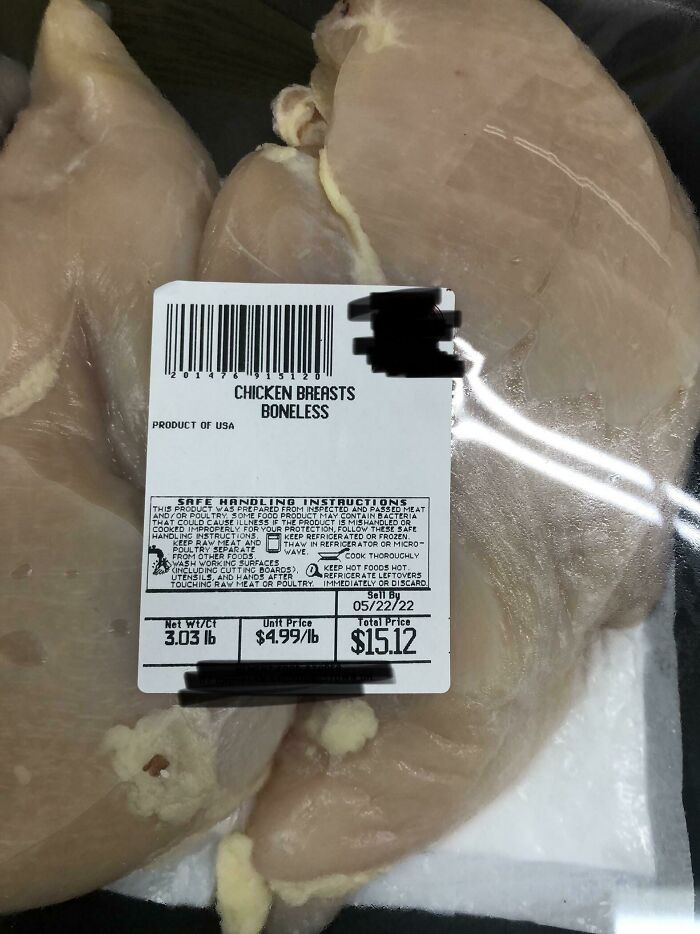 2 01476 915120
CHICKEN BREASTS
BONELESS
PRODUCT OF USA
SAFE HANDLING INSTRUCTIONS
THIS PRODUCT WAS PREPARED FROM INSPECTED AND PASSED MEAT
AND/OR POULTRY. SOME FOOD PRODUCT MAY CONTAIN BACTERIA
THAT COULD CAUSE ILLNESS IF THE PRODUCT IS MISHANDLED OR
COOKED IMPROPERLY. FOR YOUR PROTECTION, FOLLOW THESE SAFE
HANDLING INSTRUCTIONS.
KEEP REFRIGERATED OR FROZEN.
THAW IN REFRIGERATOR OR MICRO-
WAVE.
KEEP RAW MEAT AND
POULTRY SEPARATE
FROM OTHER FOODS.
COOK THOROUGHLY
WASH WORKING SURFACES
(INCLUDING CUTTING BOARDS),
UTENSILS, AND HANDS AFTER
TOUCHING RAW MEAT OR POULTRY.
KEEP HOT FOODS HOT.
REFRIGERATE LEFTOVERS
IMMEDIATELY OR DISCARD.
Sell By
05/22/22
Net Wt/Ct
3.03 lb
Unit Price
$4.99/lb
Total Price
$15.12